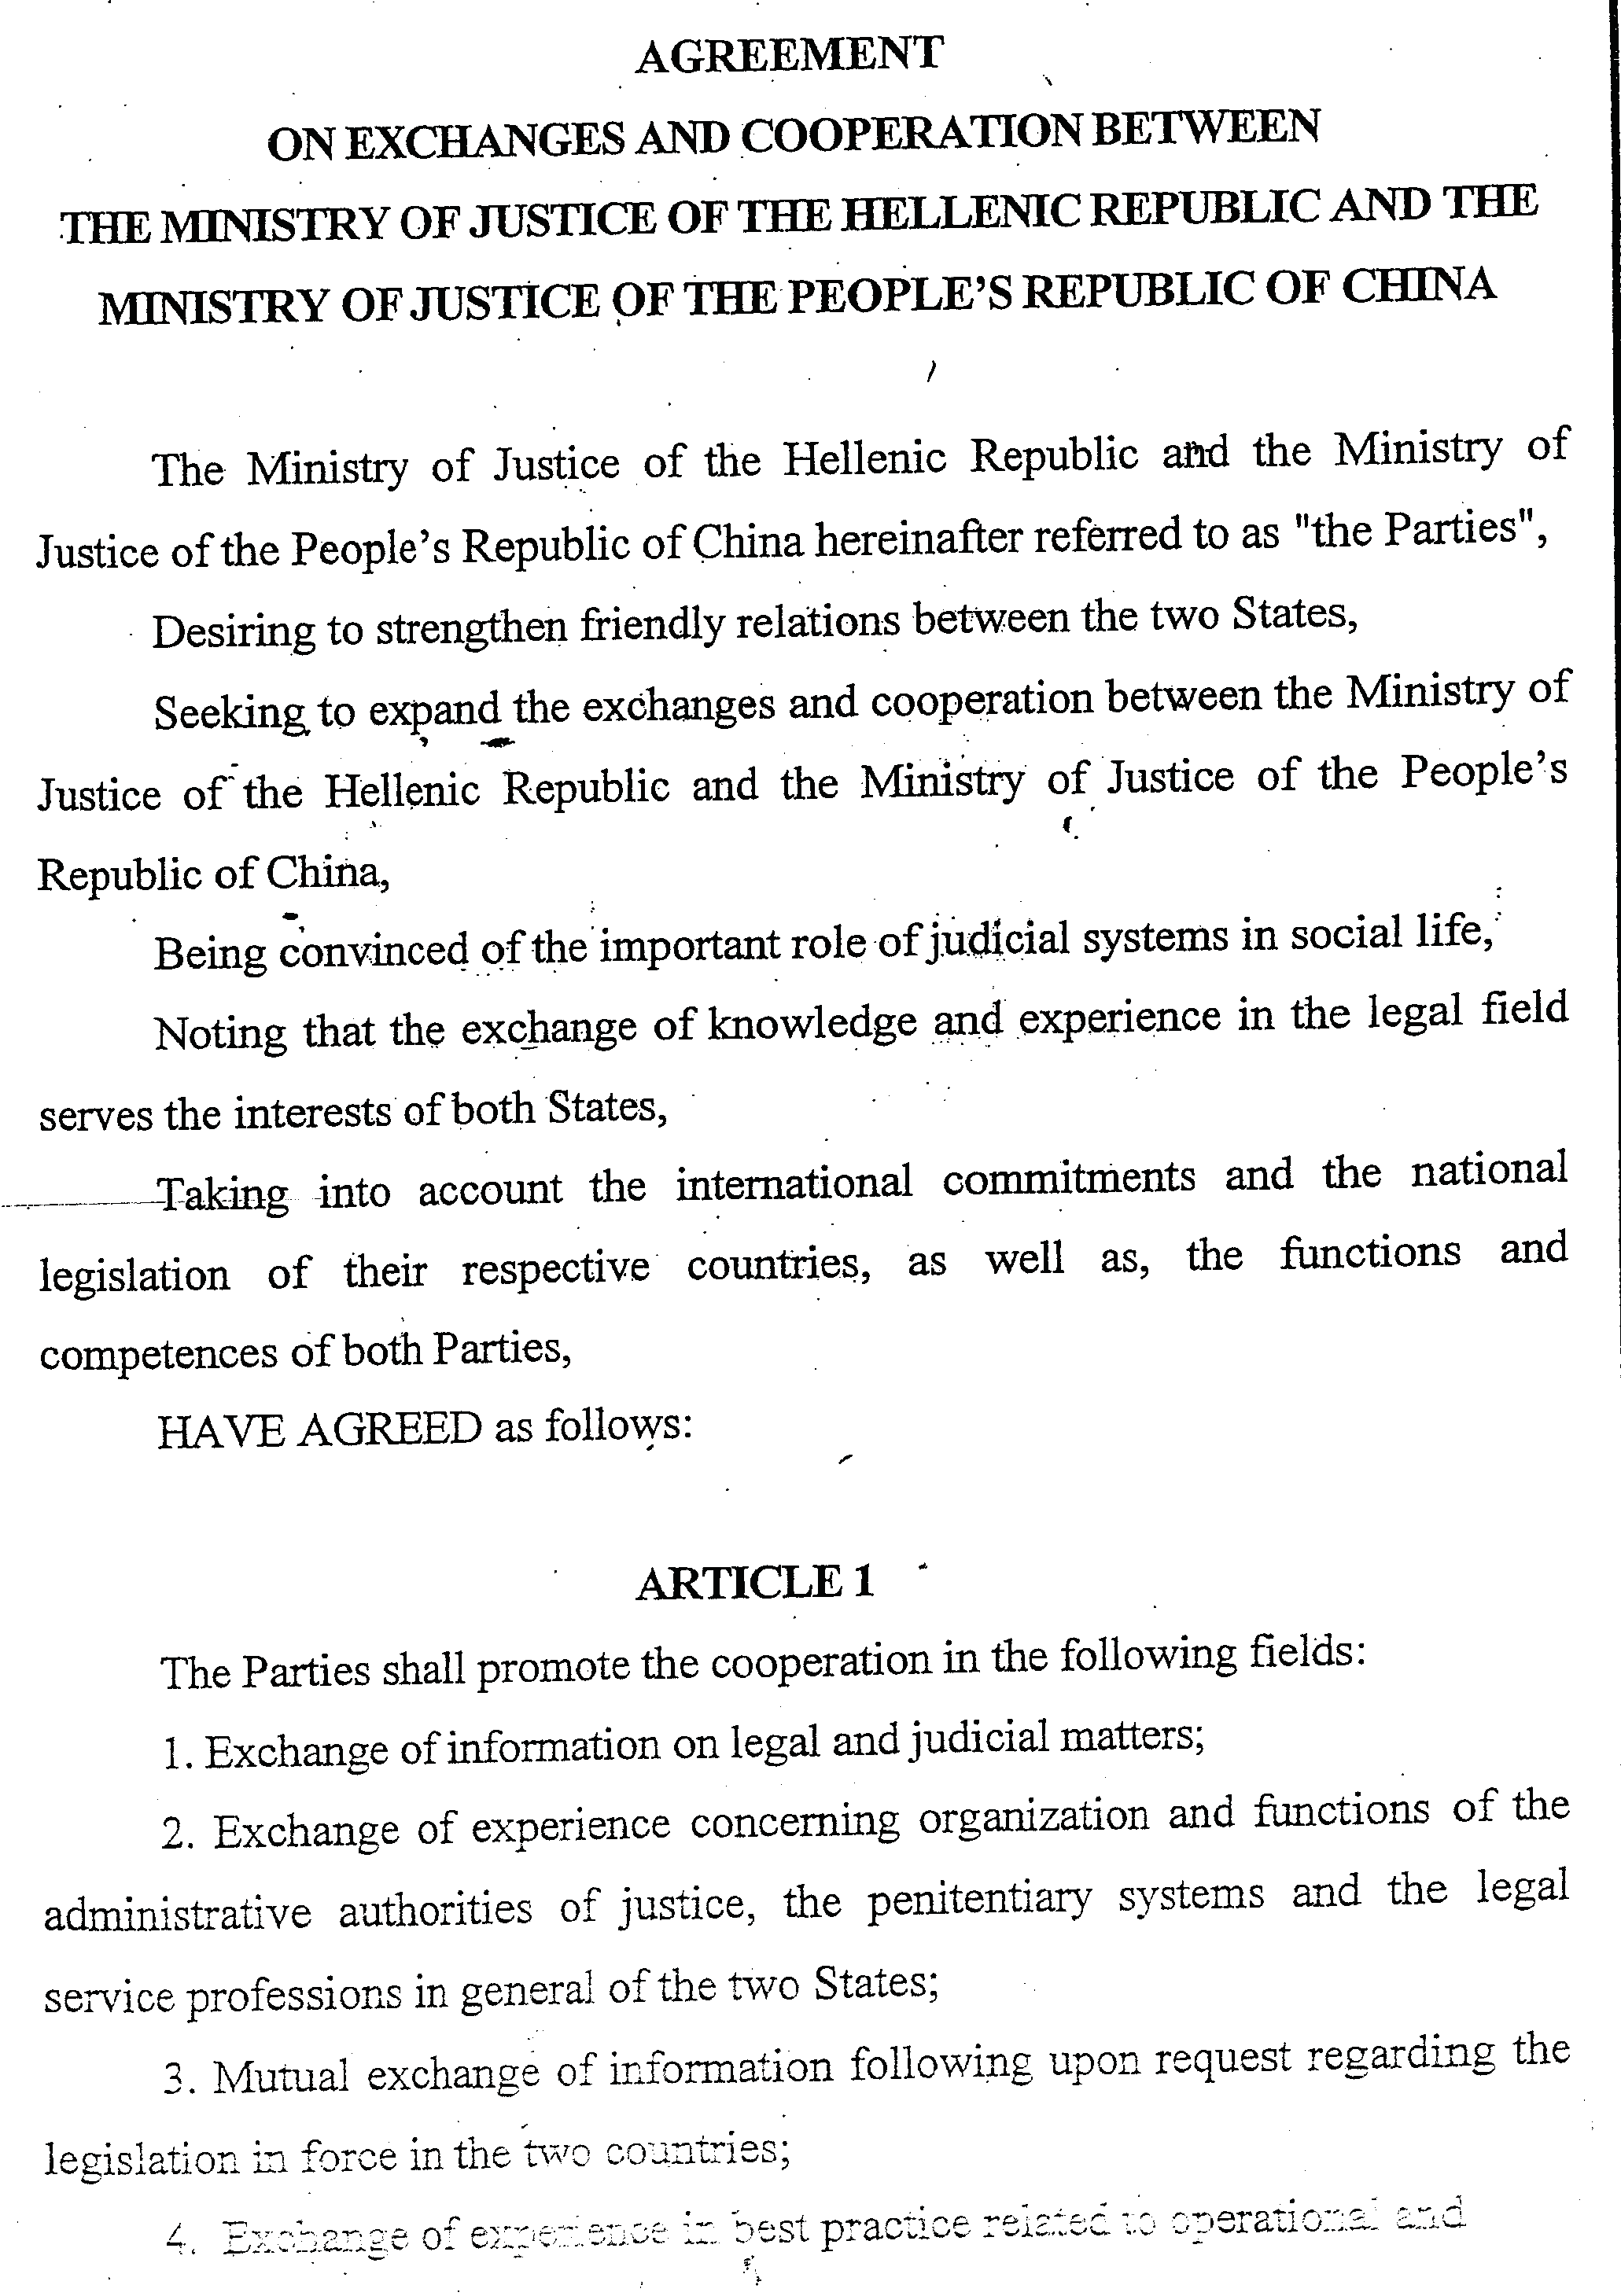 AGREEMENT
ON EXCHANGES AND COOPERATION BETWEEN
THE MINISTRY OF JUSTICE OF THE HELLENIC REPUBLIC AND THE
MINISTRY OF JUSTICE OF THE PEOPLE'S REPUBLIC OF CHINA
The Ministry of Justice of the Hellenic Republic and the Ministry of
Justice of the People's Republic of China hereinafter referred to as "the Parties",
Desiring to strengthen friendly relations between the two States,
Seeking to expand the exchanges and cooperation between the Ministry of
Justice of the Hellenic Republic and the Ministry of Justice of the People's
Republic of China,
Being convinced of the important role of judicial systems in social life,
Noting that the exchange of knowledge and experience in the legal field
serves the interests of both States,
Taking into account the international commitments and the national
legislation of their respective countries, as well as, the functions and
competences of both Parties,
HAVE AGREED as follows:
ARTICLE 1
The Parties shall promote the cooperation in the following fields:
1. Exchange of information on legal and judicial matters;
2. Exchange of experience concerning organization and functions of the
administrative authorities of justice, the penitentiary systems and the legal
service professions in general of the two States;
3. Mutual exchange of information following upon request regarding the
legislation in force in the two countries;
4. Exchange of experience in best practice related to operational and